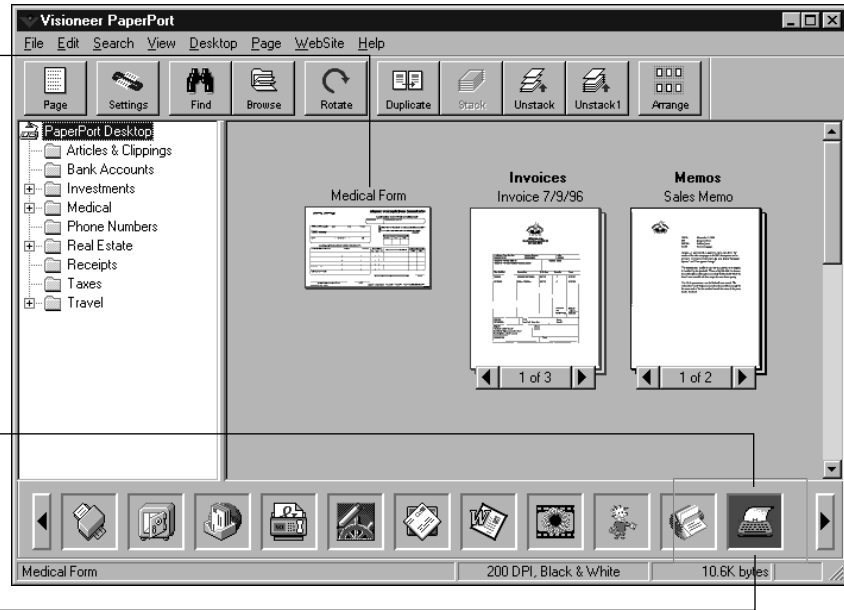 Visioneer PaperPort
File Edit Search View Desktop Page WebSite Help
Page Settings Find Browse Rotate Duplicate Stack Unstack Unstack1 Arrange
PaperPort Desktop
Articles & Clippings
Bank Accounts
Investments
Medical
Phone Numbers
Real Estate
Receipts
Taxes
Travel
Medical Form
Invoices
Invoice 7/9/96
1 of 3
Memos
Sales Memo
1 of 2
Medical Form 200 DPI, Black & White 10.6K bytes